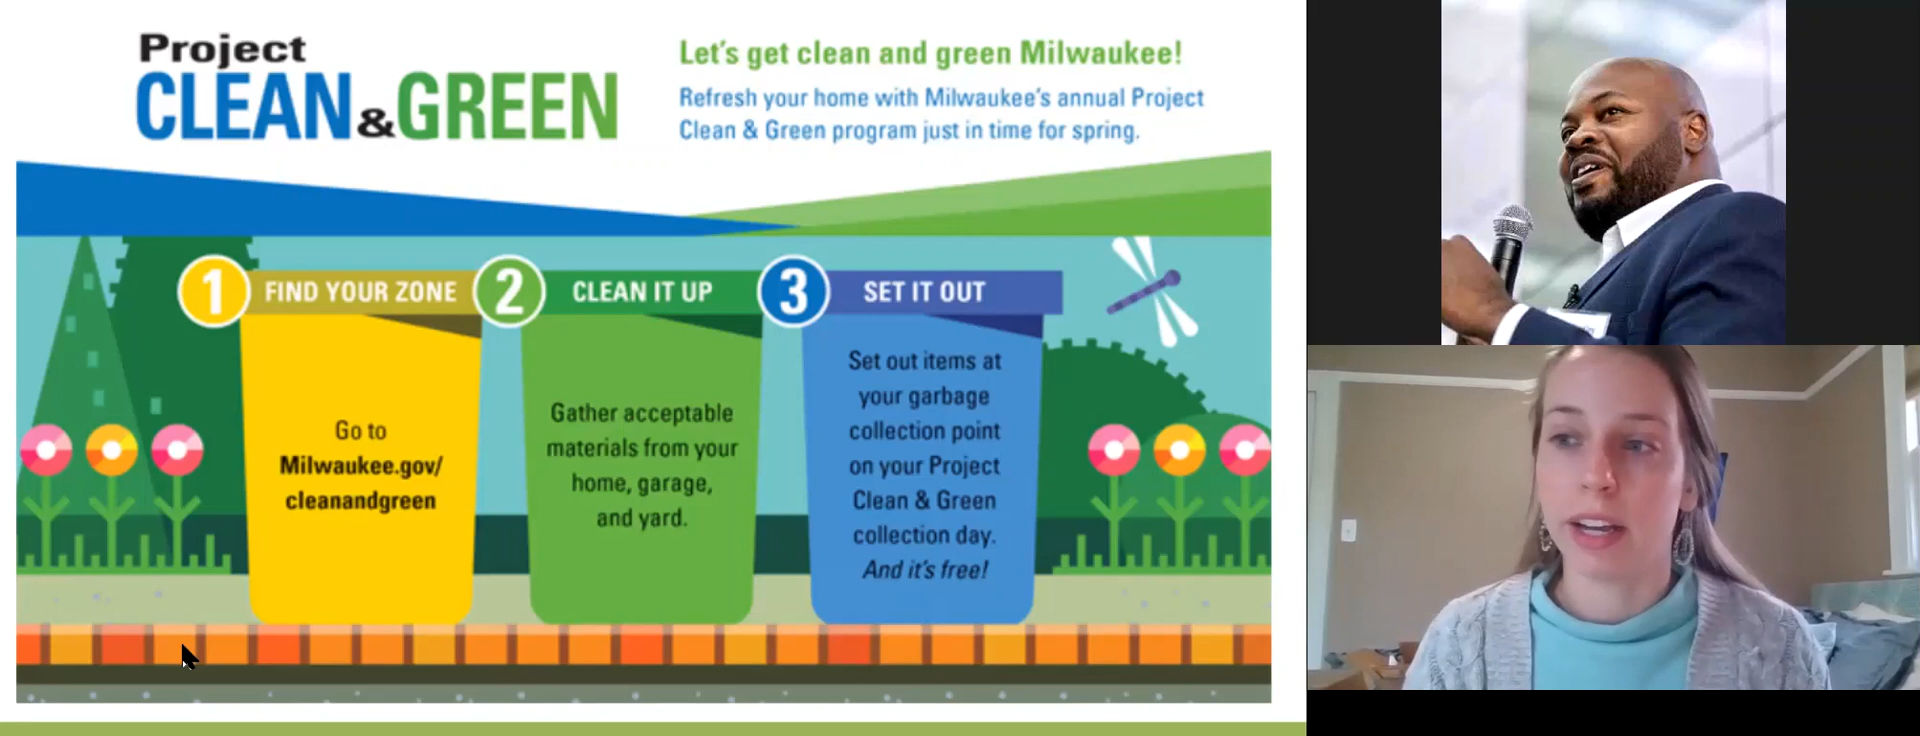 Project
CLEAN & GREEN
Let's get clean and green Milwaukee!
Refresh your home with Milwaukee's annual Project
Clean & Green program just in time for spring.
1 FIND YOUR ZONE
Go to
Milwaukee.gov/
cleanandgreen
2 CLEAN IT UP
Gather acceptable
materials from your
home, garage,
and yard.
3 SET IT OUT
Set out items at
your garbage
collection point
on your Project
Clean & Green
collection day.
And it's free!